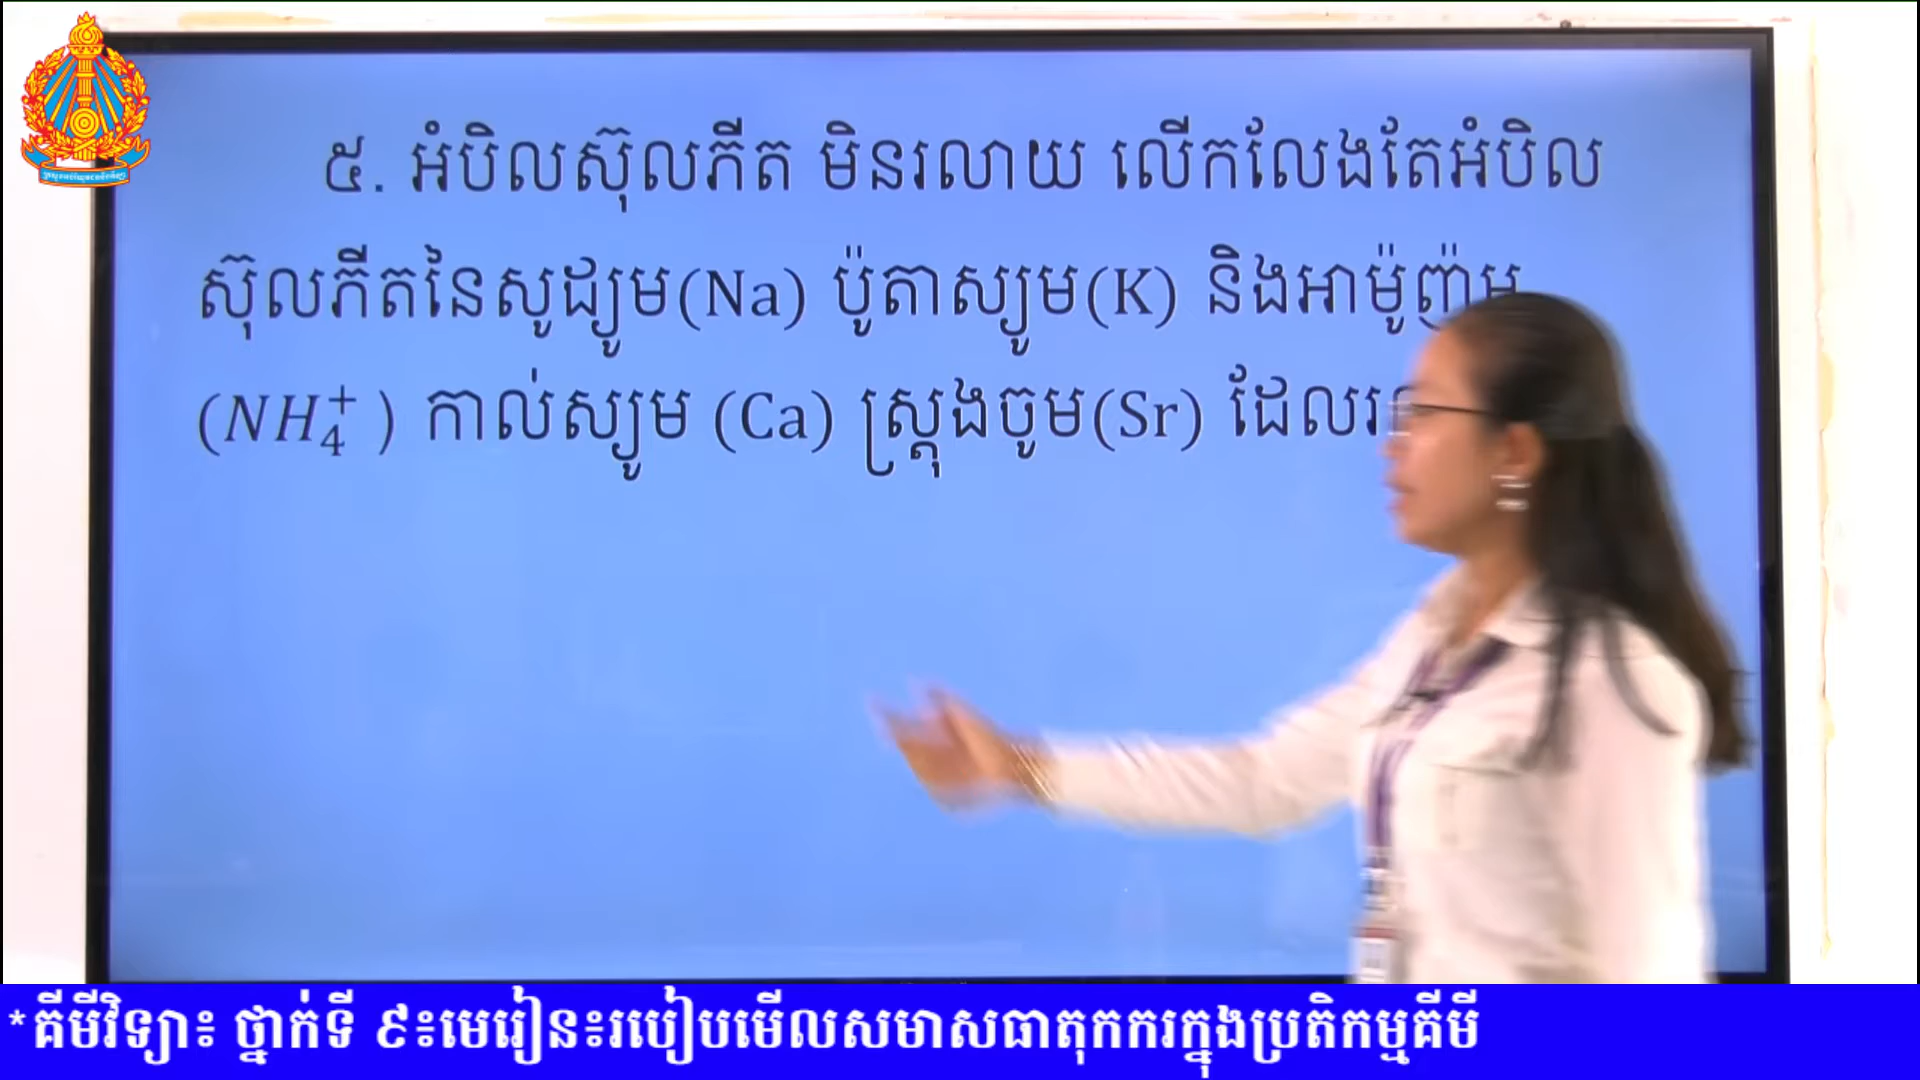 ៥. អំបិលស៊ុលភីត មិនរលាយ លើកលែងតែអំបិល
ស៊ុលភីតនៃសូដ្យូម(Na) ប៉ូតាស្យូម(K) និងអាម៉ូញ៉ូម
(NH₄⁺) កាល់ស្យូម (Ca) ស្ត្រុងចូម(Sr)
*គីមីវិទ្យា៖ ថ្នាក់ទី ៩៖មេរៀន៖របៀបមើលសមាសធាតុកករក្នុងប្រតិកម្មគីមី